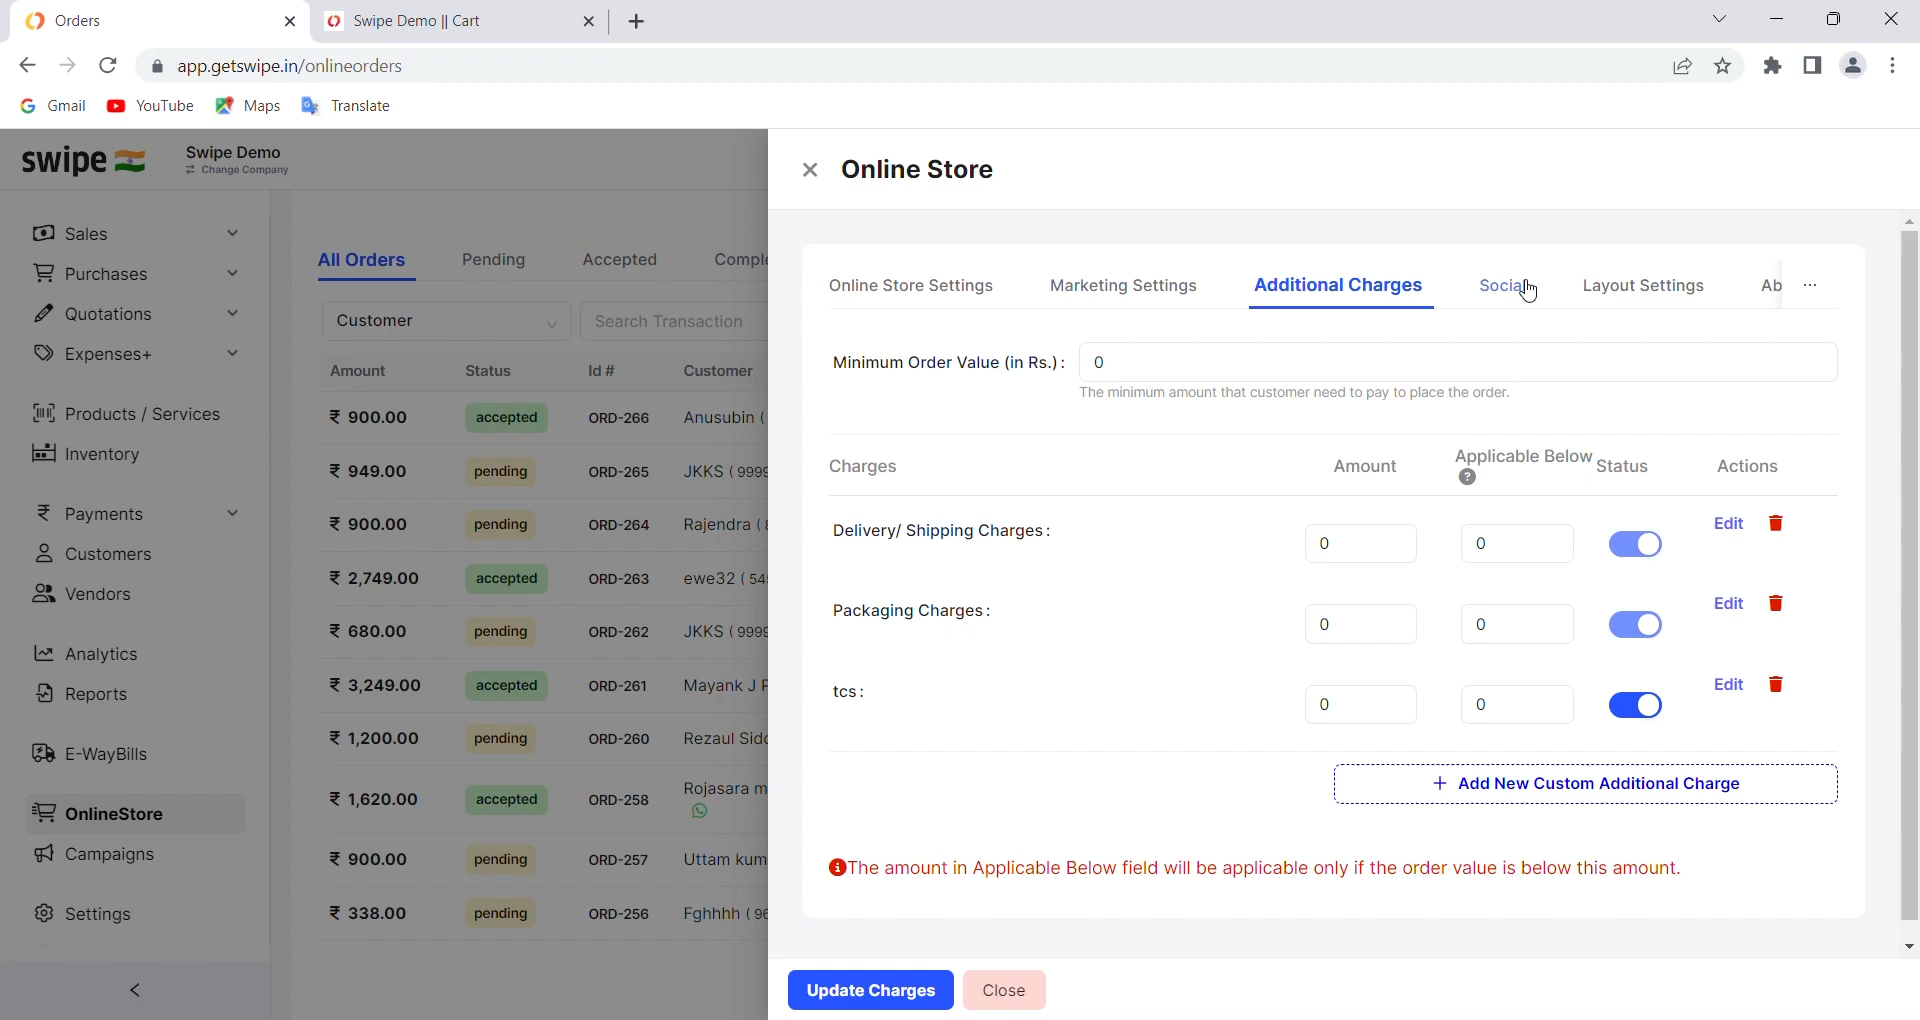 Orders
Swipe Demo || Cart
app.getswipe.in/onlineorders
Gmail
YouTube
Maps
Translate
swipe
Swipe Demo
Change Company
Sales
Purchases
Quotations
Expenses+
Products / Services
Inventory
Payments
Customers
Vendors
Analytics
Reports
E-WayBills
OnlineStore
Campaigns
Settings
All Orders Pending Accepted
Customer
Search Transaction
Amount Status Id # Customer
₹ 900.00 accepted ORD-266 Anusubin (
₹ 949.00 pending ORD-265 JKKS ( 9999
₹ 900.00 pending ORD-264 Rajendra (
₹ 2,749.00 accepted ORD-263 ewe32 ( 54
₹ 680.00 pending ORD-262 JKKS ( 9999
₹ 3,249.00 accepted ORD-261 Mayank J
₹ 1,200.00 pending ORD-260 Rezaul
₹ 1,620.00 accepted ORD-258 Rojasara
₹ 900.00 pending ORD-257 Uttam
₹ 338.00 pending ORD-256 Fghhhh ( 96
Online Store
Online Store Settings Marketing Settings Additional Charges Layout Settings Ab ···
Minimum Order Value (in Rs.) : 0
The minimum amount that customer need to pay to place the order.
Charges Amount Applicable Below ? Status Actions
Delivery/ Shipping Charges : 0 0 Edit
Packaging Charges : 0 0 Edit
tcs : 0 0 Edit
+ Add New Custom Additional Charge
The amount in Applicable Below field will be applicable only if the order value is below this amount.
Update Charges
Close